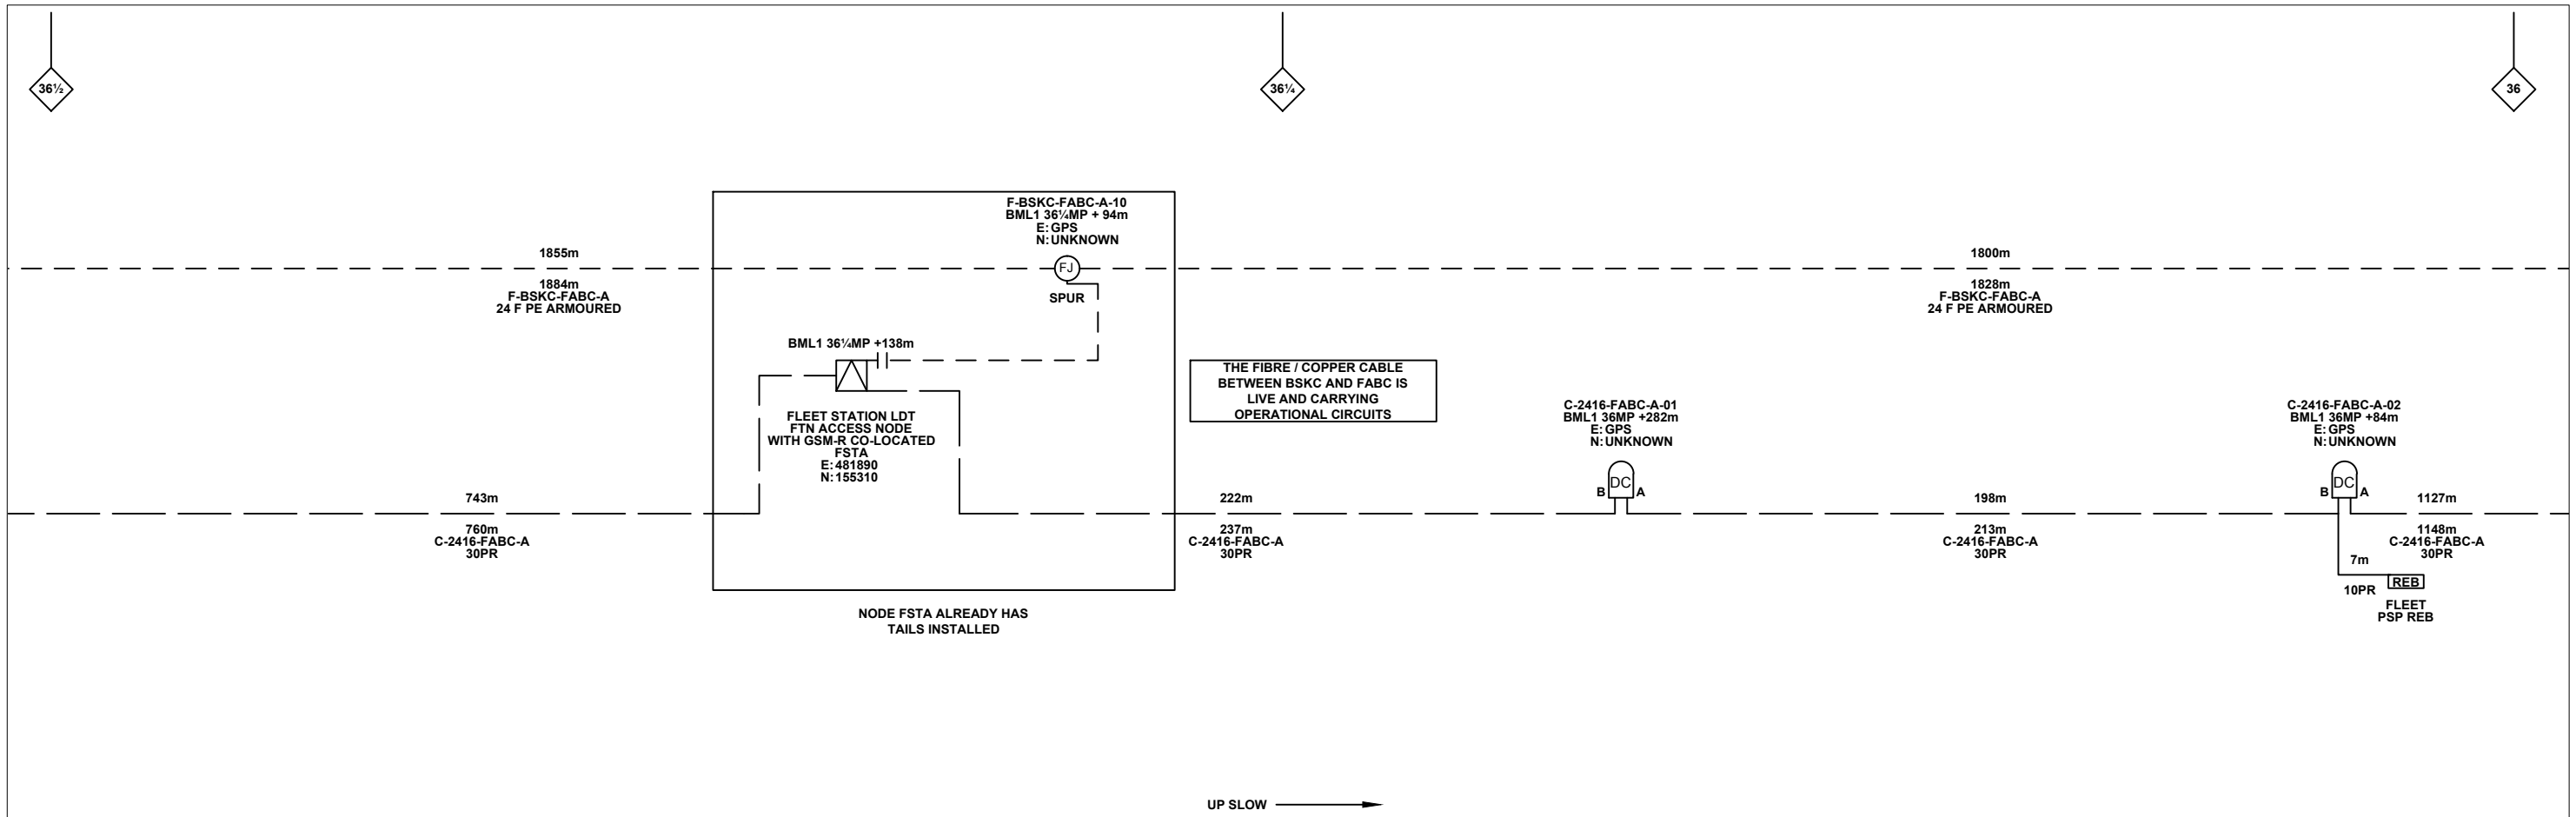 36½
36¼
36
F-BSKC-FABC-A-10
BML1 36¼MP + 94m
E: GPS
N: UNKNOWN
1855m
FJ
1800m
1884m
F-BSKC-FABC-A
24 F PE ARMOURED
SPUR
1828m
F-BSKC-FABC-A
24 F PE ARMOURED
BML1 36¼MP +138m
THE FIBRE / COPPER CABLE
BETWEEN BSKC AND FABC IS
LIVE AND CARRYING
OPERATIONAL CIRCUITS
FLEET STATION LDT
FTN ACCESS NODE
WITH GSM-R CO-LOCATED
FSTA
E: 481890
N: 155310
C-2416-FABC-A-01
BML1 36MP +282m
E: GPS
N: UNKNOWN
B DC A
C-2416-FABC-A-02
BML1 36MP +84m
E: GPS
N: UNKNOWN
B DC A
743m
760m
C-2416-FABC-A
30PR
222m
237m
C-2416-FABC-A
30PR
198m
213m
C-2416-FABC-A
30PR
1127m
1148m
C-2416-FABC-A
30PR
7m
10PR
REB
FLEET
PSP REB
NODE FSTA ALREADY HAS
TAILS INSTALLED
UP SLOW